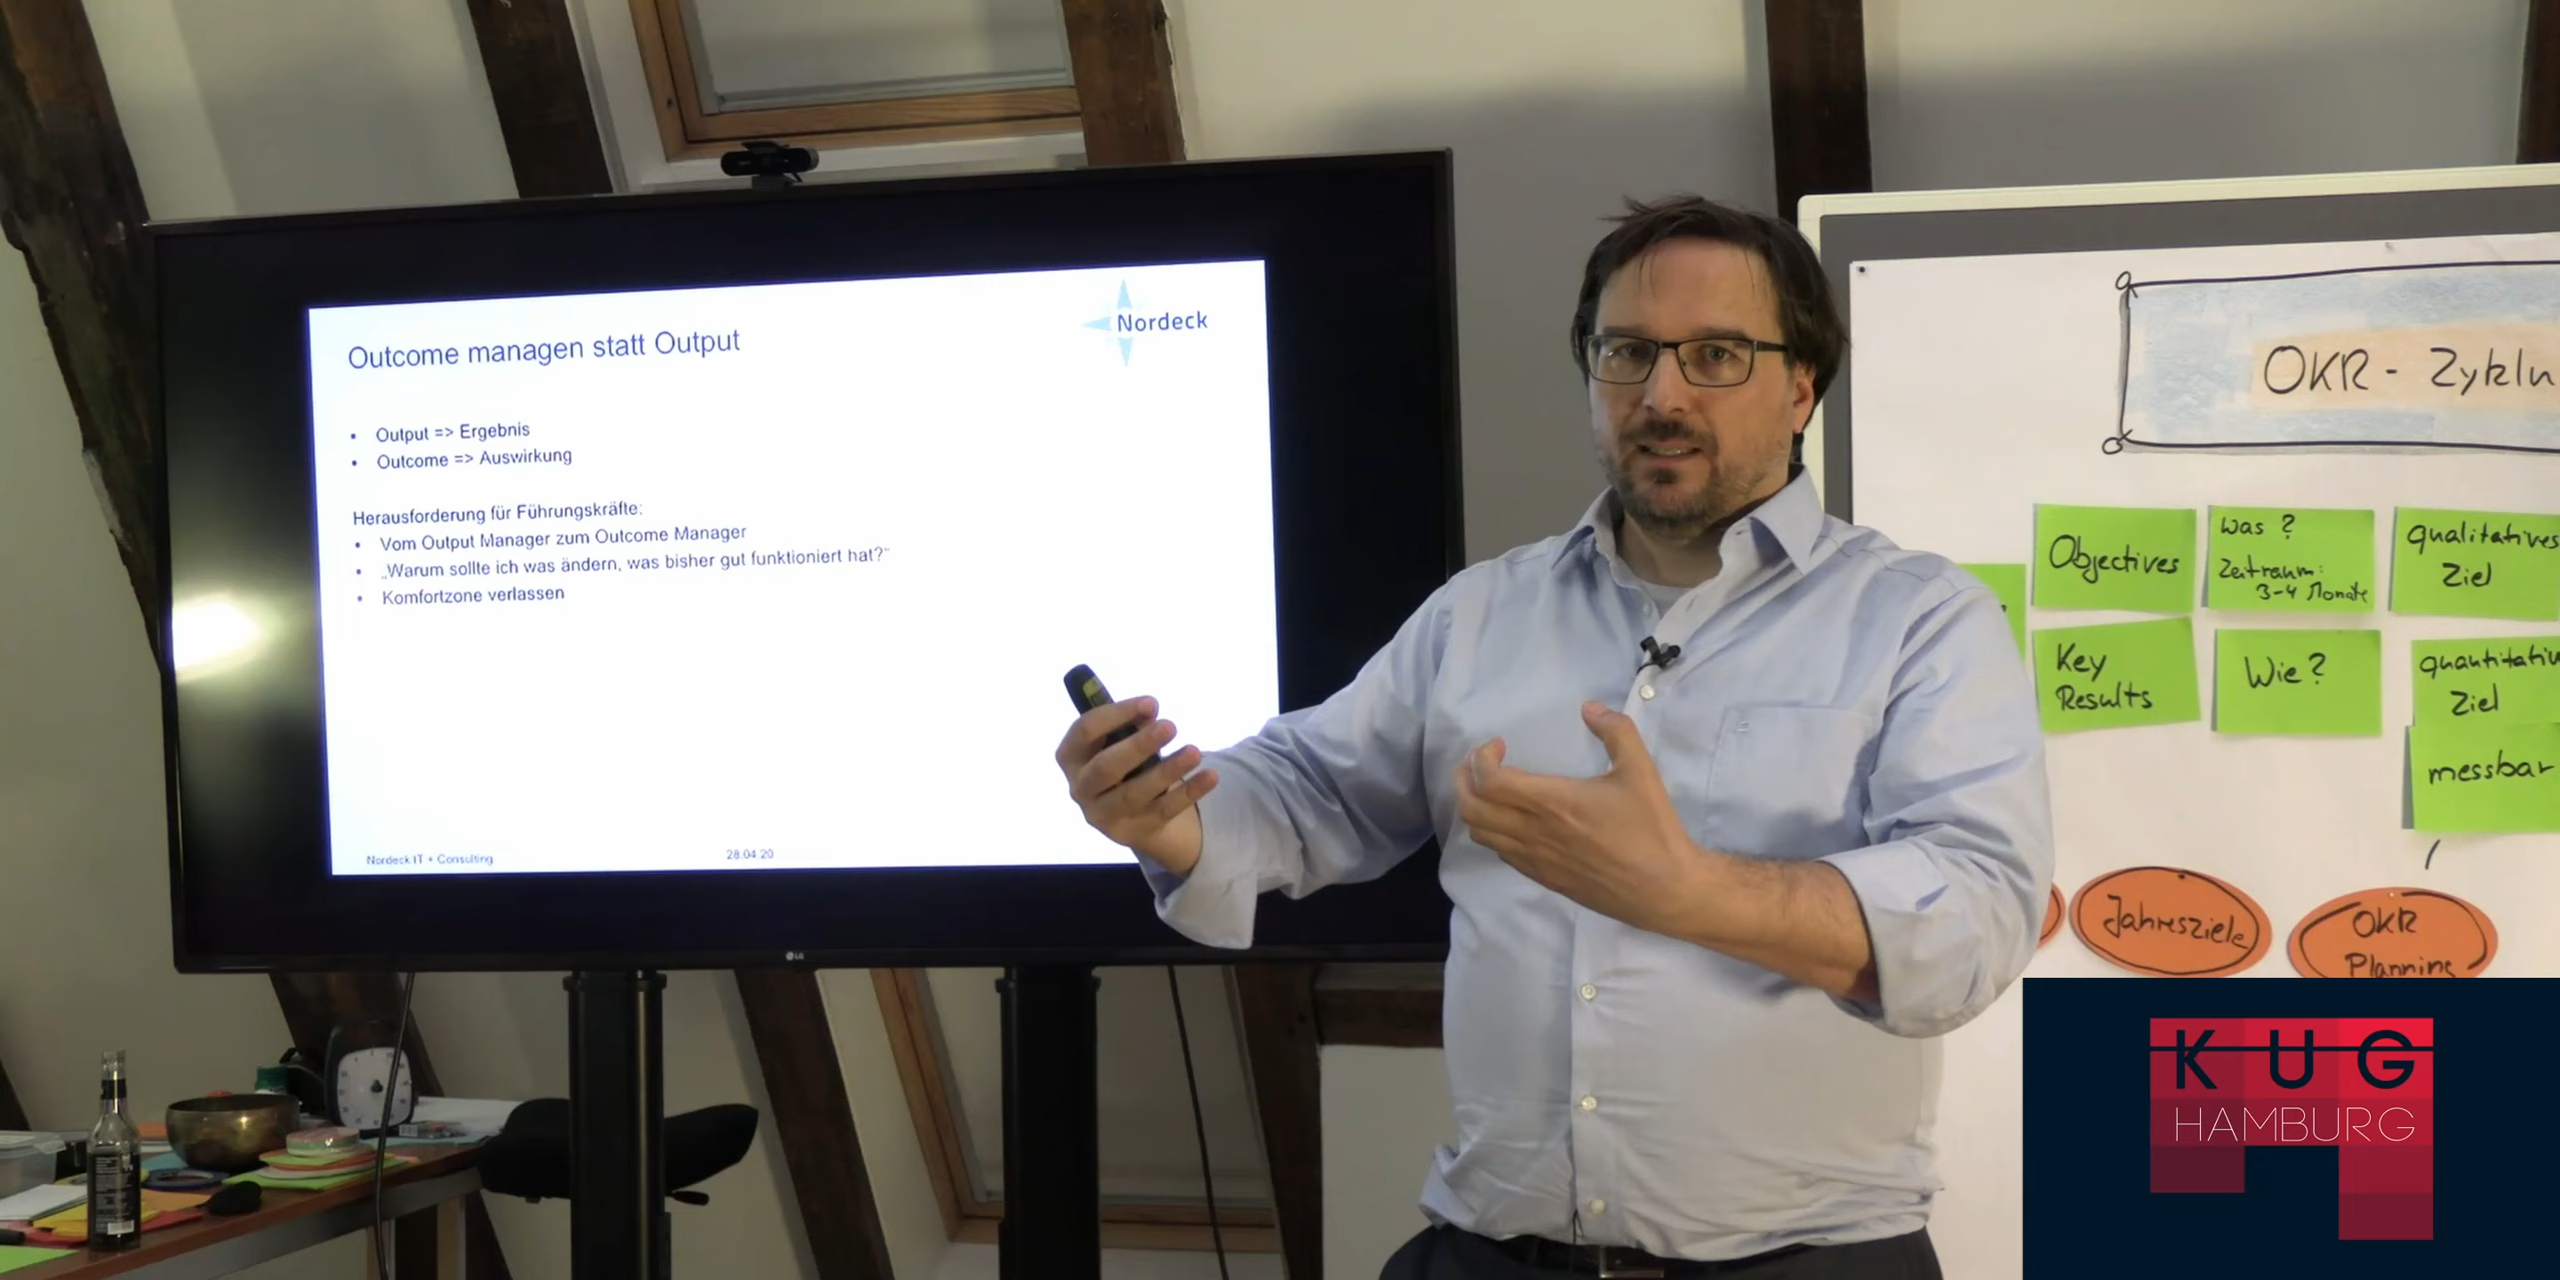 Outcome managen statt Output
Nordeck
• Output => Ergebnis
• Outcome => Auswirkung
Herausforderung für Führungskräfte:
• Vom Output Manager zum Outcome Manager
• „Warum sollte ich was ändern, was bisher gut funktioniert hat?“
• Komfortzone verlassen
Nordeck IT + Consulting
28.04.20
LG
OKR - Zyklu
Objectives
Was?
Zeitraum:
3-4 Monate
qualitatives
Ziel
Key
Results
Wie?
quantitativ
Ziel
messbar
Jahresziele
OKR
Planning
KUG
HAMBURG